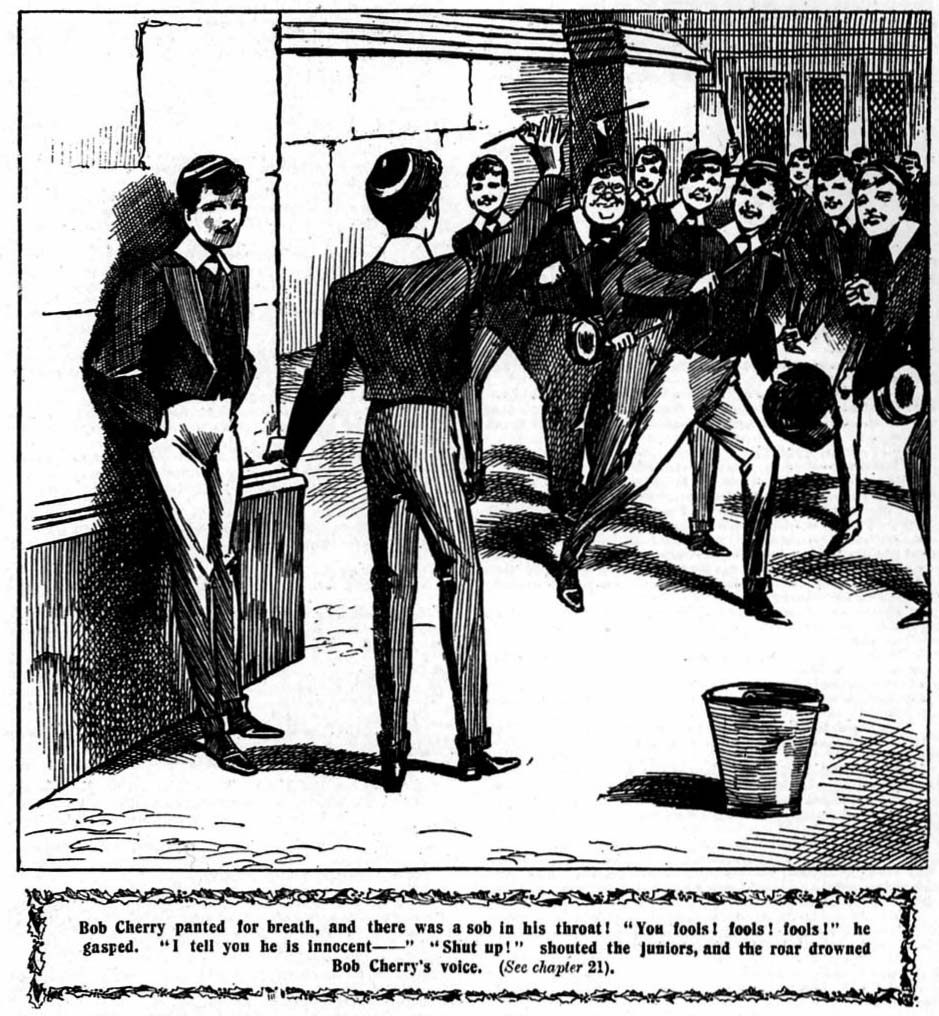 Bob Cherry panted for breath, and there was a sob in his throat! "You fools! fools! fools!" he
gasped. "I tell you he is innocent——" "Shut up!" shouted the juniors, and the roar drowned
Bob Cherry's voice. (See chapter 21).